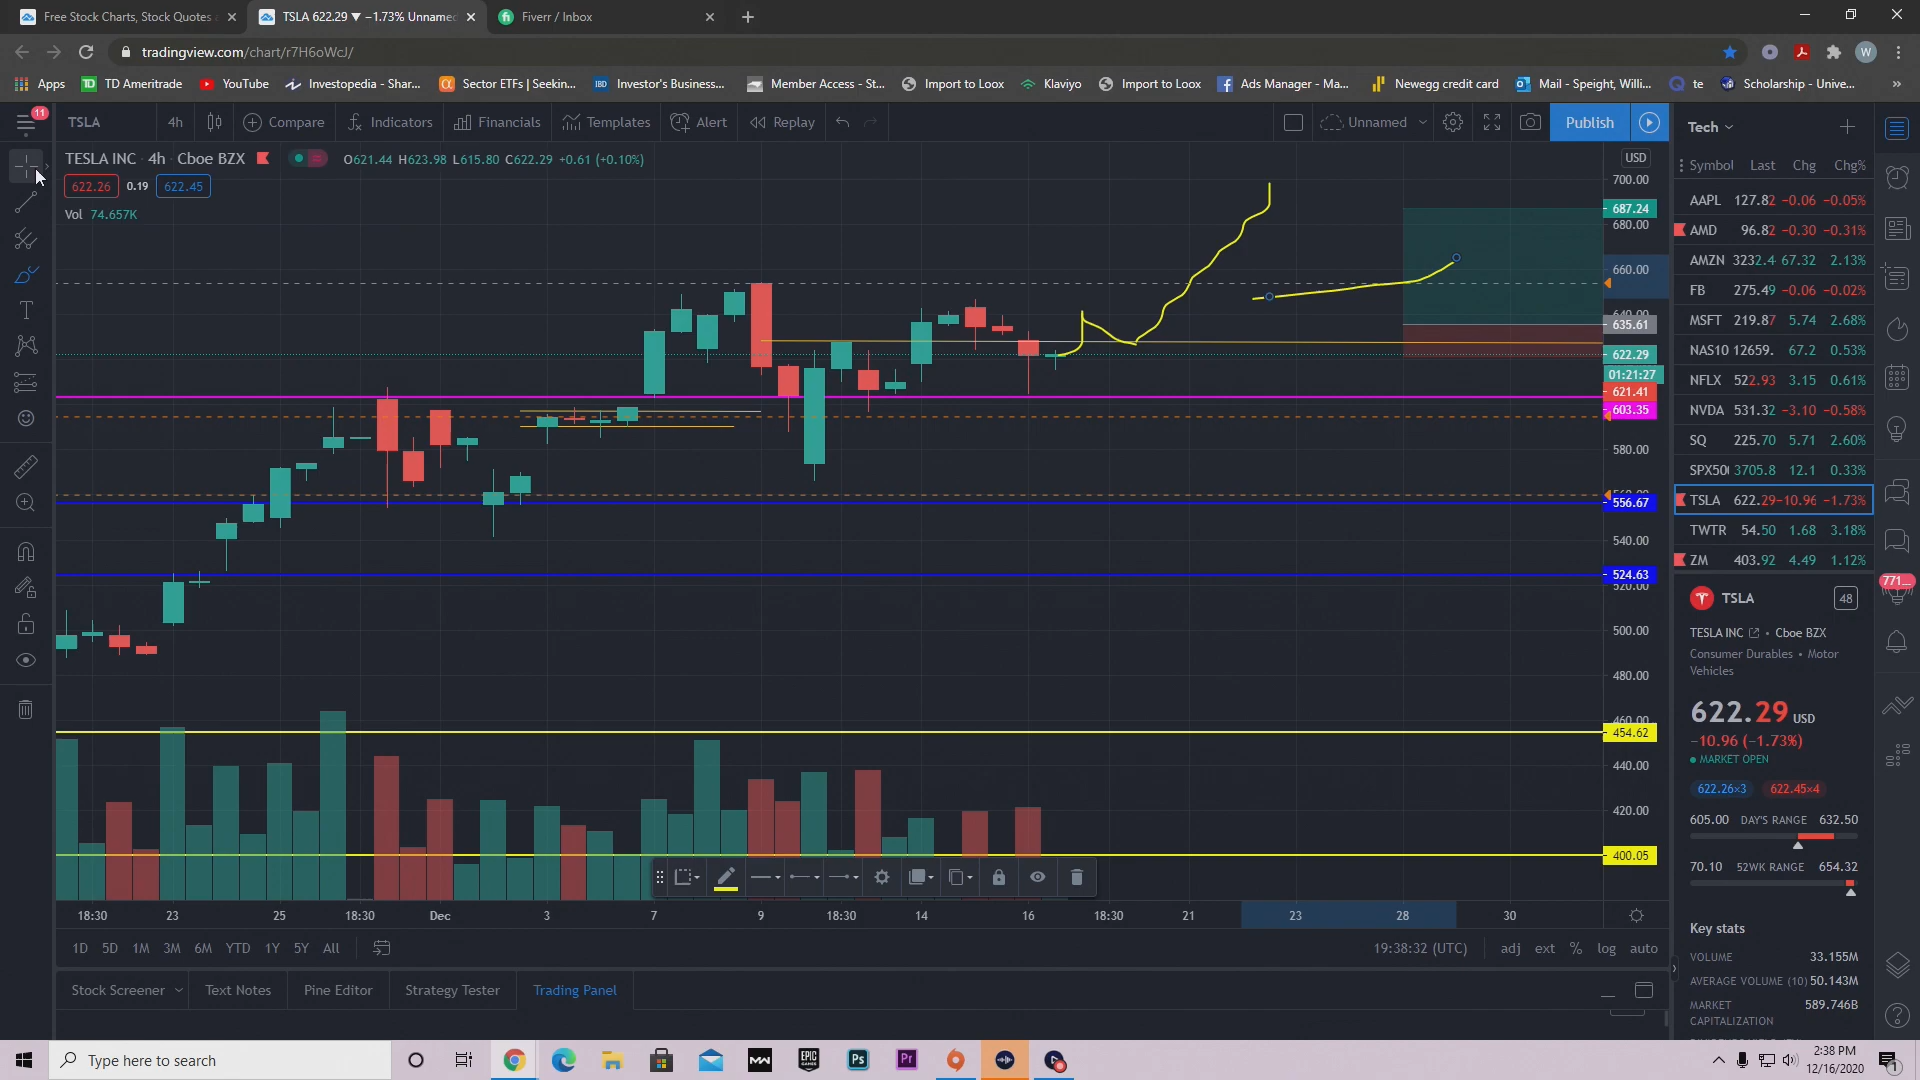 Free Stock Charts, Stock Quotes
TSLA 622.29 ▼ −1.73% Unnamed
Fiverr / Inbox
tradingview.com/chart/r7H6oWcJ/
W
Apps
TD Ameritrade
YouTube
Investopedia - Shar...
Sector ETFs | Seekin...
IBD Investor's Business...
Member Access - St...
Import to Loox
Klaviyo
Import to Loox
Ads Manager - Ma...
Newegg credit card
Mail - Speight, Willi...
te
Scholarship - Unive...
»
11
TSLA
4h
Compare
Indicators
Financials
Templates
Alert
Replay
Unnamed
Publish
TESLA INC · 4h · Cboe BZX
O621.44 H623.98 L615.80 C622.29 +0.61 (+0.10%)
622.26 0.19 622.45
Vol 74.657K
USD
700.00
687.24
680.00
660.00
640.00
635.61
622.29
01:21:27
621.41
603.35
580.00
560.00
556.67
540.00
524.63
520.00
500.00
480.00
460.00
454.62
440.00
420.00
400.05
18:30 23 25 18:30 Dec 3 7 9 18:30 14 16 18:30 21 23 28 30
1D 5D 1M 3M 6M YTD 1Y 5Y All
19:38:32 (UTC)
adj ext % log auto
Stock Screener
Text Notes
Pine Editor
Strategy Tester
Trading Panel
Tech
Symbol Last Chg Chg%
AAPL 127.82 −0.06 −0.05%
AMD 96.82 −0.30 −0.31%
AMZN 3232.4 67.32 2.13%
FB 275.49 −0.06 −0.02%
MSFT 219.87 5.74 2.68%
NAS10 12659. 67.2 0.53%
NFLX 522.93 3.15 0.61%
NVDA 531.32 −3.10 −0.58%
SQ 225.70 5.71 2.60%
SPX500 3705.8 12.1 0.33%
TSLA 622.29 −10.96 −1.73%
TWTR 54.50 1.68 3.18%
ZM 403.92 4.49 1.12%
771...
TSLA
48
TESLA INC • Cboe BZX
Consumer Durables • Motor
Vehicles
622.29 USD
−10.96 (−1.73%)
MARKET OPEN
622.26×3 622.45×4
605.00 DAY'S RANGE 632.50
70.10 52WK RANGE 654.32
Key stats
VOLUME 33.155M
AVERAGE VOLUME (10) 50.143M
MARKET 589.746B
CAPITALIZATION
Type here to search
MW
EPIC GAMES
Ps
Pr
2:38 PM
12/16/2020
1